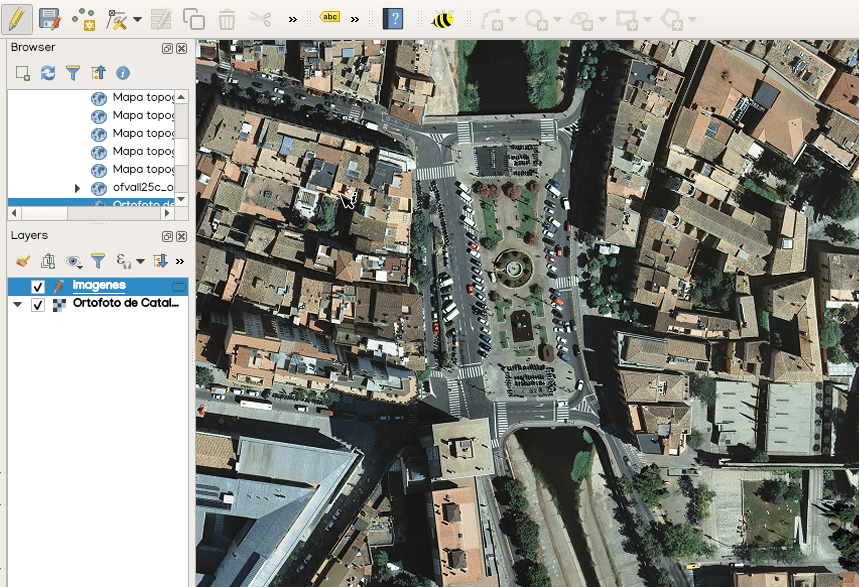 abc
»
»
?
Browser
Mapa topog
Mapa topog
Mapa topog
Mapa topog
Mapa topog
ofvall25c_o
Ortofoto de
Layers
»
Imagenes
Ortofoto de Catal...